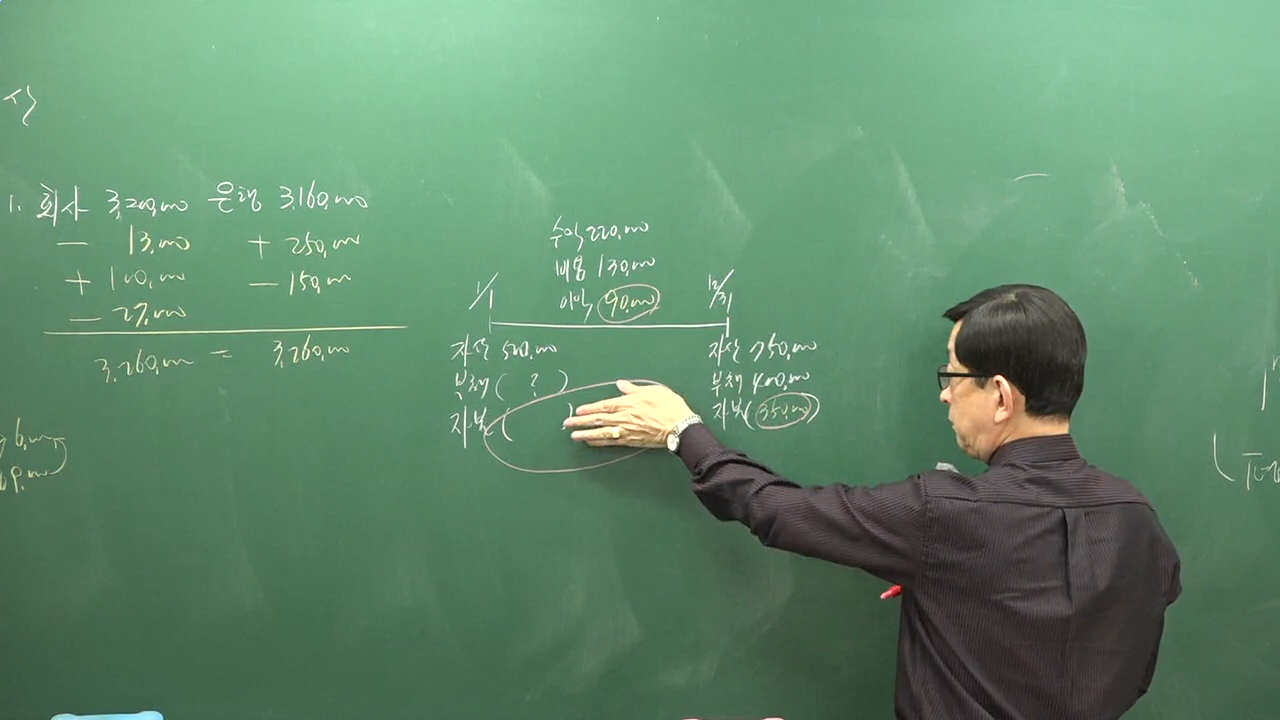 1. 회사 3,200,000 은행 3,160,000
- 13,000 + 250,000
+ 100,000 - 150,000
- 27,000
3,260,000 = 3,260,000
수익 220,000
비용 130,000
이익 90,000
1/1
12/31
자산 500,000
부채 ( ? )
자본 ( )
자산 750,000
부채 400,000
자본 (350,000)